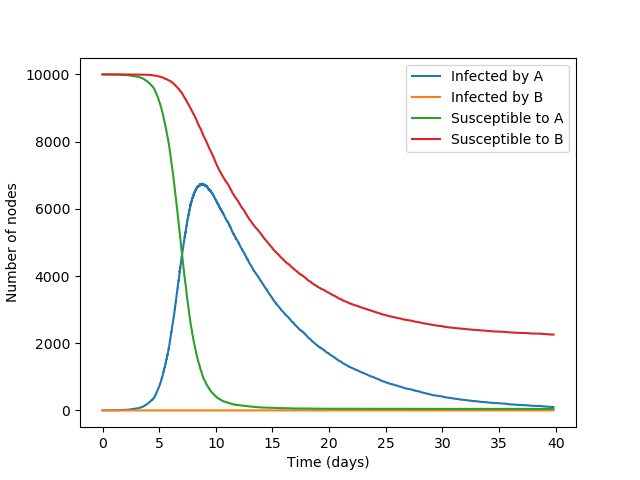 Infected by A
Infected by B
Susceptible to A
Susceptible to B
Number of nodes
10000
8000
6000
4000
2000
0
0 5 10 15 20 25 30 35 40
Time (days)